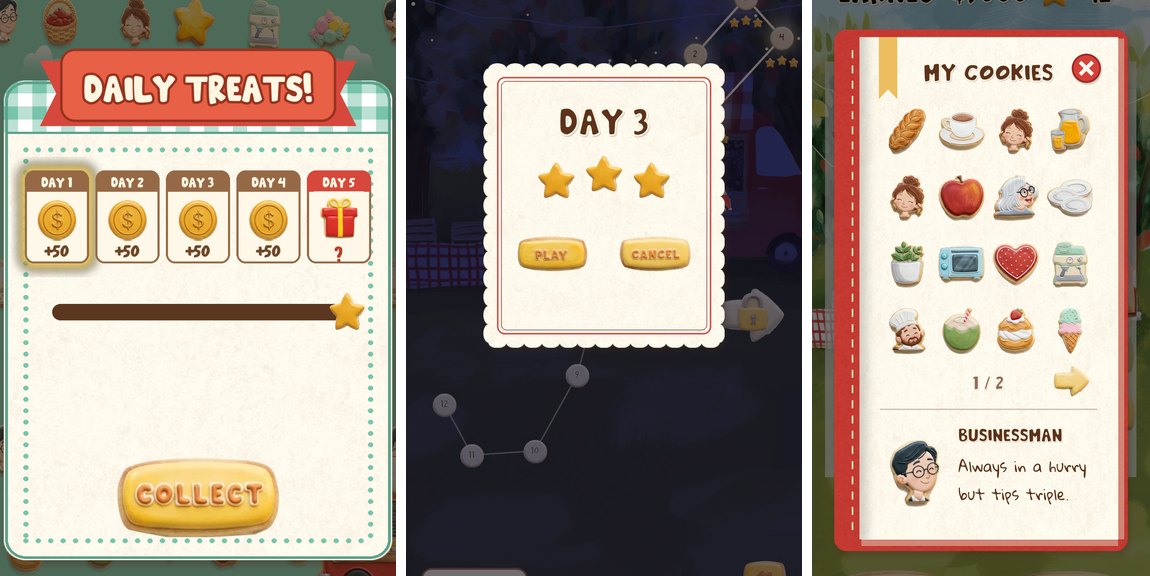 DAILY TREATS!
DAY 1 DAY 2 DAY 3 DAY 4 DAY 5
$ $ $ $
+50 +50 +50 +50 ?
COLLECT
2
4
DAY 3
PLAY CANCEL
9
12
11 10
MY COOKIES
1 / 2
BUSINESSMAN
Always in a hurry
but tips triple.